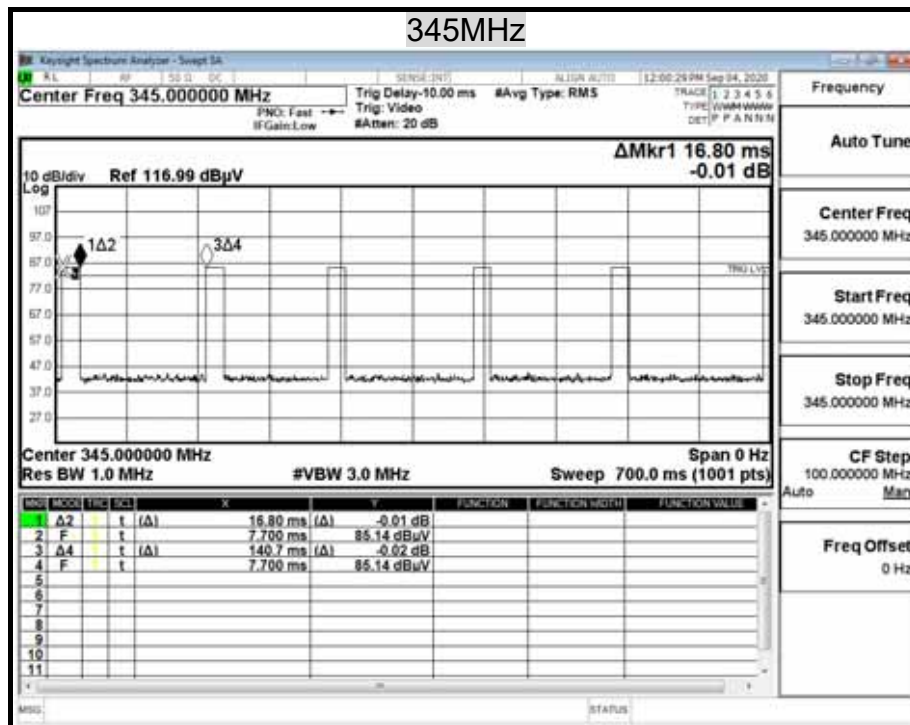 345MHz
Keysight Spectrum Analyzer - Swept SA
RL RF 50 Ω DC SENSE:INT ALIGN AUTO 12:00:29 PM Sep 04, 2020
Center Freq 345.000000 MHz
PNO: Fast
IFGain:Low
Trig Delay-10.00 ms
Trig: Video
#Atten: 20 dB
#Avg Type: RMS
TRACE 1 2 3 4 5 6
TYPE
DET P P A N N N
ΔMkr1 16.80 ms
-0.01 dB
10 dB/div Ref 116.99 dBµV
Log
107
97.0
87.0
77.0
67.0
57.0
47.0
37.0
27.0
1Δ2
3Δ4
TRIG LVL
Center 345.000000 MHz Span 0 Hz
Res BW 1.0 MHz #VBW 3.0 MHz Sweep 700.0 ms (1001 pts)
MKR MODE TRC SCL X Y FUNCTION FUNCTION WIDTH FUNCTION VALUE
1 Δ2 t (Δ) 16.80 ms (Δ) -0.01 dB
2 F t 7.700 ms 85.14 dBµV
3 Δ4 t (Δ) 140.7 ms (Δ) -0.02 dB
4 F t 7.700 ms 85.14 dBµV
5
6
7
8
9
10
11
MSG STATUS
Frequency
Auto Tune
Center Freq
345.000000 MHz
Start Freq
345.000000 MHz
Stop Freq
345.000000 MHz
CF Step
100.000000 MHz
Auto Man
Freq Offset
0 Hz